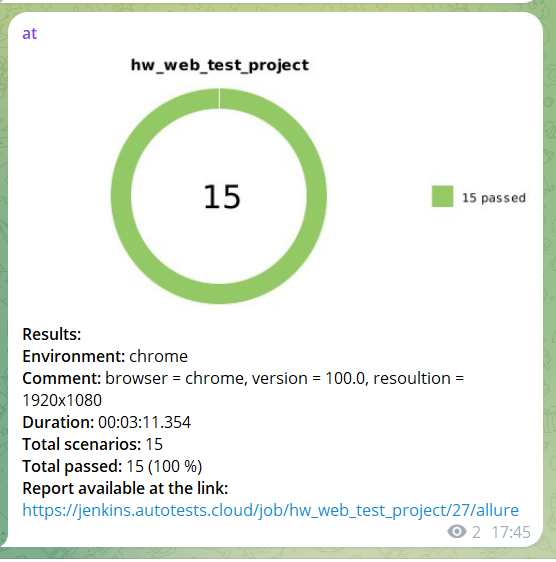 at
hw_web_test_project
15
15 passed
Results:
Environment: chrome
Comment: browser = chrome, version = 100.0, resoultion =
1920x1080
Duration: 00:03:11.354
Total scenarios: 15
Total passed: 15 (100 %)
Report available at the link:
https://jenkins.autotests.cloud/job/hw_web_test_project/27/allure
2 17:45